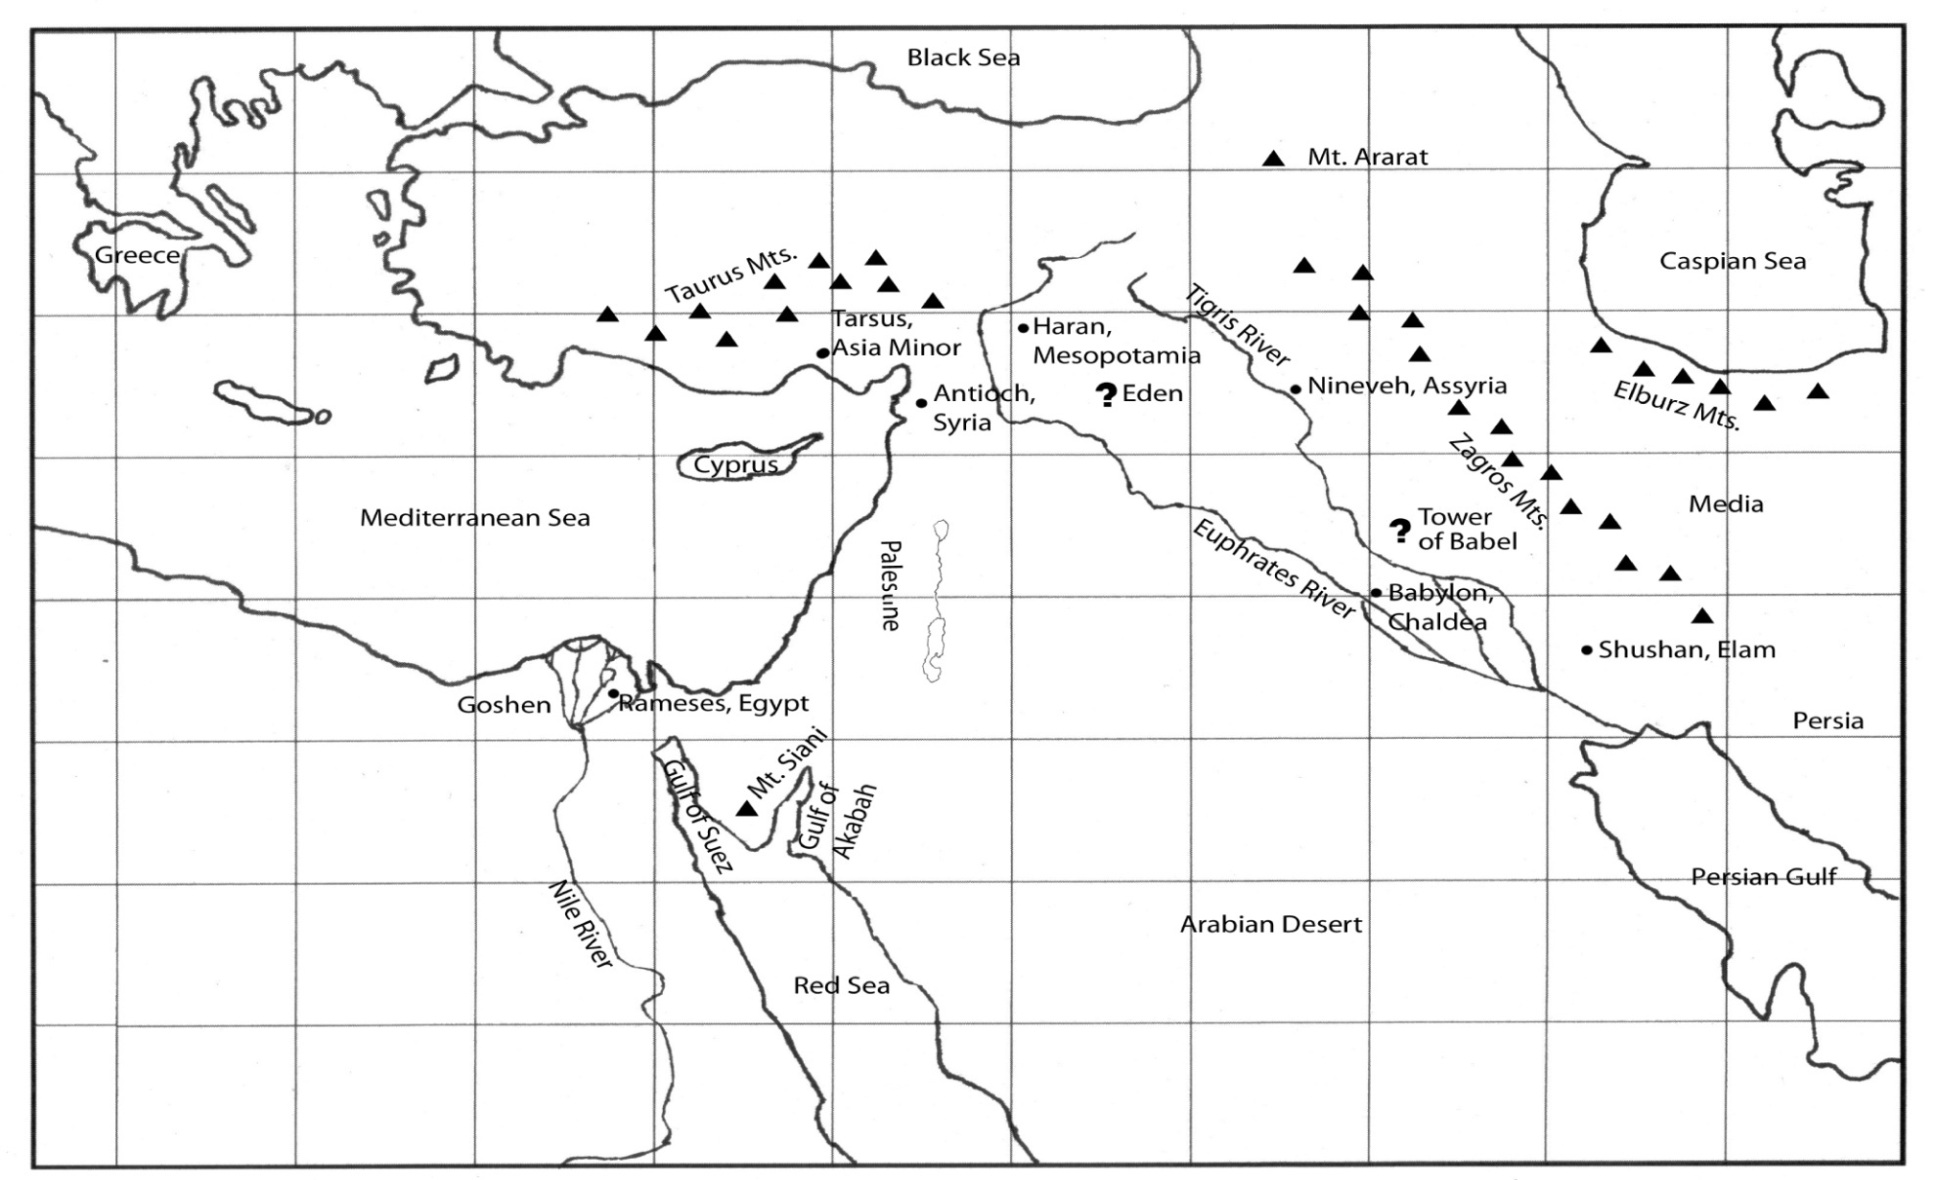 Black Sea
Mt. Ararat
Greece
Taurus Mts.
Caspian Sea
Tarsus,
Asia Minor
Tigris River
Haran,
Mesopotamia
Antioch,
Syria
? Eden
Nineveh, Assyria
Elburz Mts.
Cyprus
Zagros Mts.
Media
Mediterranean Sea
? Tower
of Babel
Palestine
Euphrates River
Babylon,
Chaldea
Shushan, Elam
Goshen
Rameses, Egypt
Persia
Mt. Siani
Gulf of Suez
Gulf of
Akabah
Persian Gulf
Nile River
Arabian Desert
Red Sea